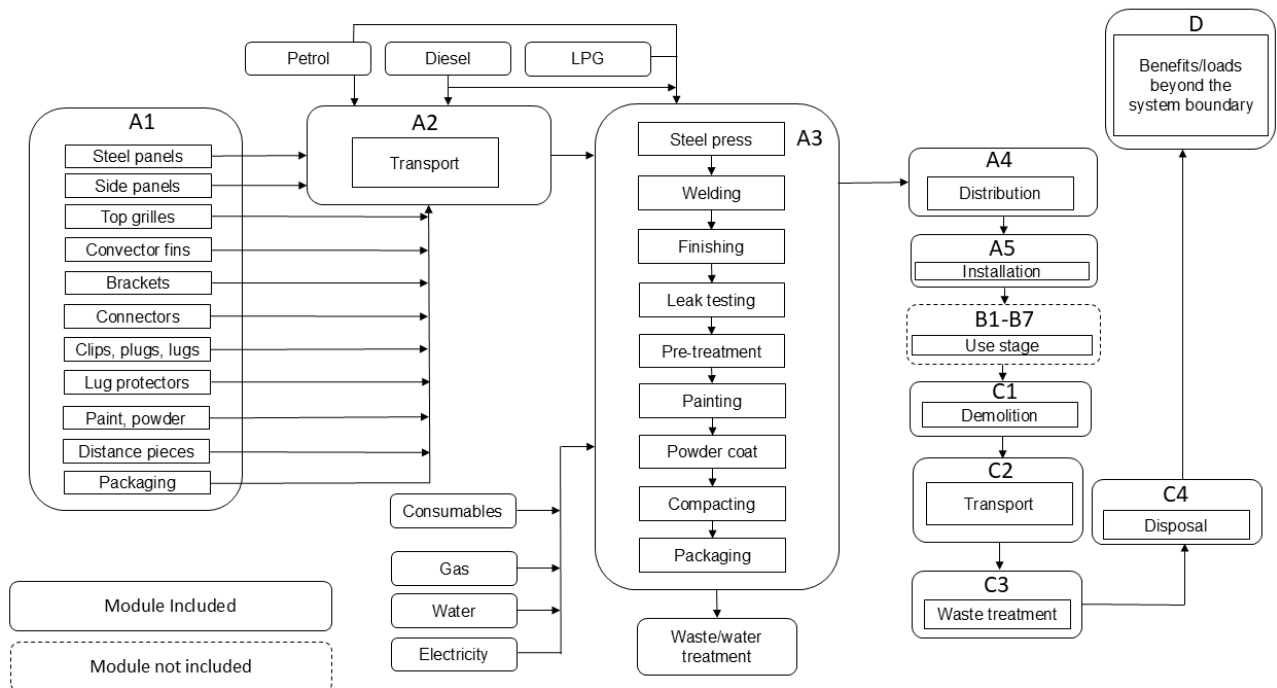 Petrol
Diesel
LPG
A1
Steel panels
Side panels
Top grilles
Convector fins
Brackets
Connectors
Clips, plugs, lugs
Lug protectors
Paint, powder
Distance pieces
Packaging
A2
Transport
A3
Steel press
Welding
Finishing
Leak testing
Pre-treatment
Painting
Powder coat
Compacting
Packaging
Consumables
Gas
Water
Electricity
Waste/water
treatment
A4
Distribution
A5
Installation
B1-B7
Use stage
C1
Demolition
C2
Transport
C3
Waste treatment
C4
Disposal
D
Benefits/loads
beyond the
system boundary
Module Included
Module not included